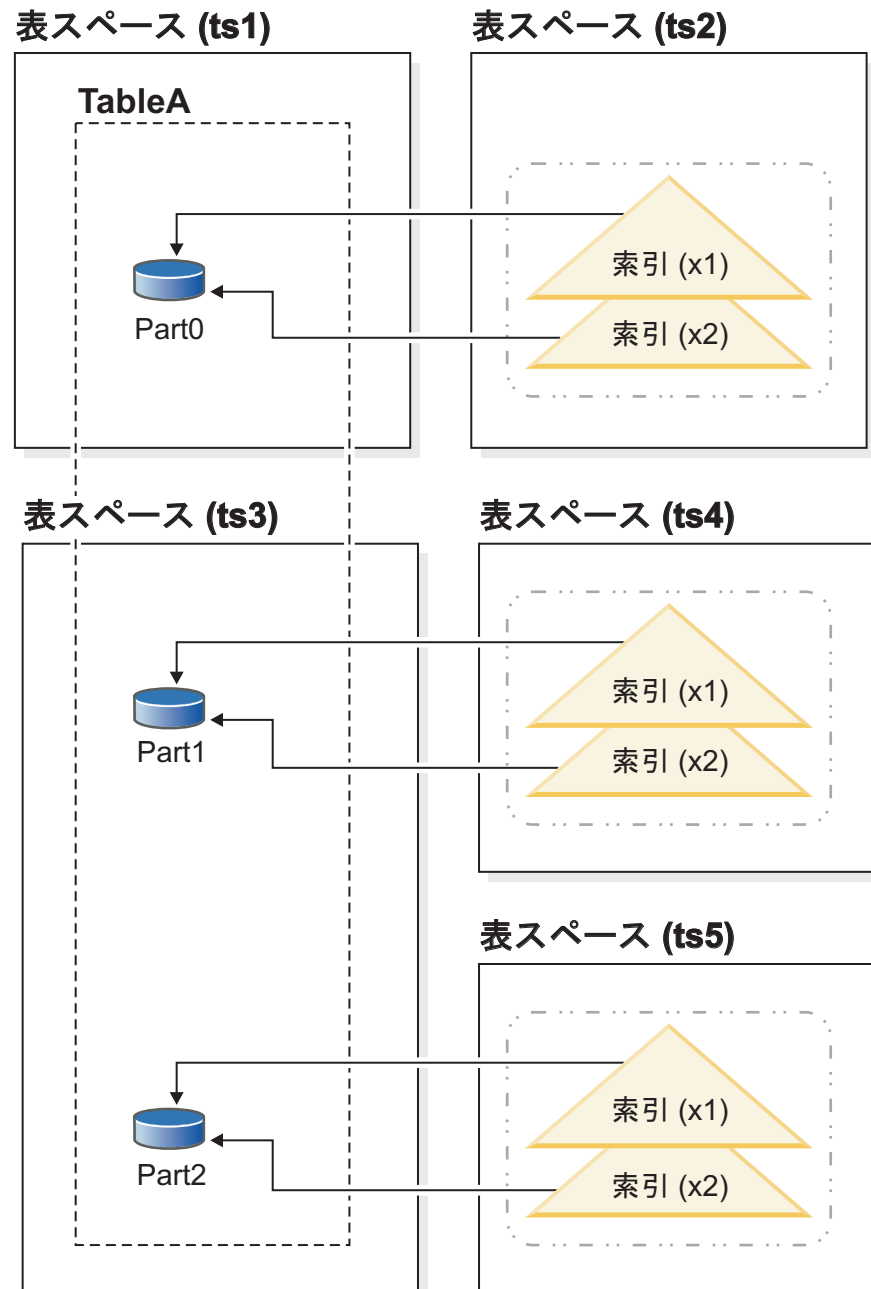 表スペース (ts1)
表スペース (ts2)
TableA
索引 (x1)
Part0
索引 (x2)
表スペース (ts3)
表スペース (ts4)
索引 (x1)
Part1
索引 (x2)
表スペース (ts5)
索引 (x1)
Part2
索引 (x2)